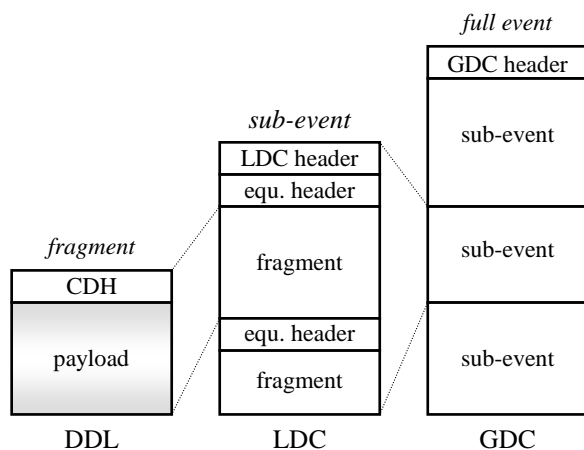 fragment
CDH
payload
DDL
sub-event
LDC header
equ. header
fragment
equ. header
fragment
LDC
full event
GDC header
sub-event
sub-event
sub-event
GDC